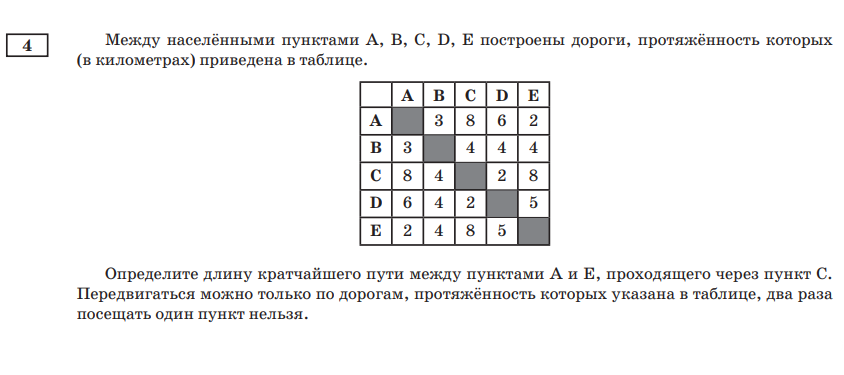 4
Между населёнными пунктами A, B, C, D, E построены дороги, протяжённость которых
(в километрах) приведена в таблице.
A B C D E
A 3 8 6 2
B 3 4 4 4
C 8 4 2 8
D 6 4 2 5
E 2 4 8 5
Определите длину кратчайшего пути между пунктами A и E, проходящего через пункт C.
Передвигаться можно только по дорогам, протяжённость которых указана в таблице, два раза
посещать один пункт нельзя.